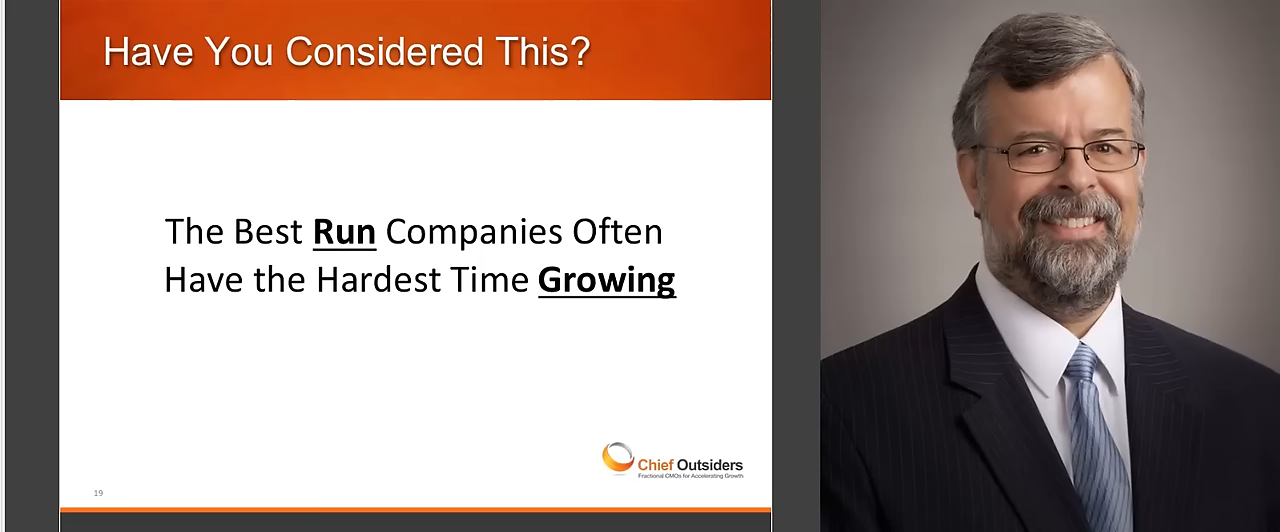 Have You Considered This?
The Best Run Companies Often
Have the Hardest Time Growing
Chief Outsiders
Fractional CMOs for Accelerating Growth
19